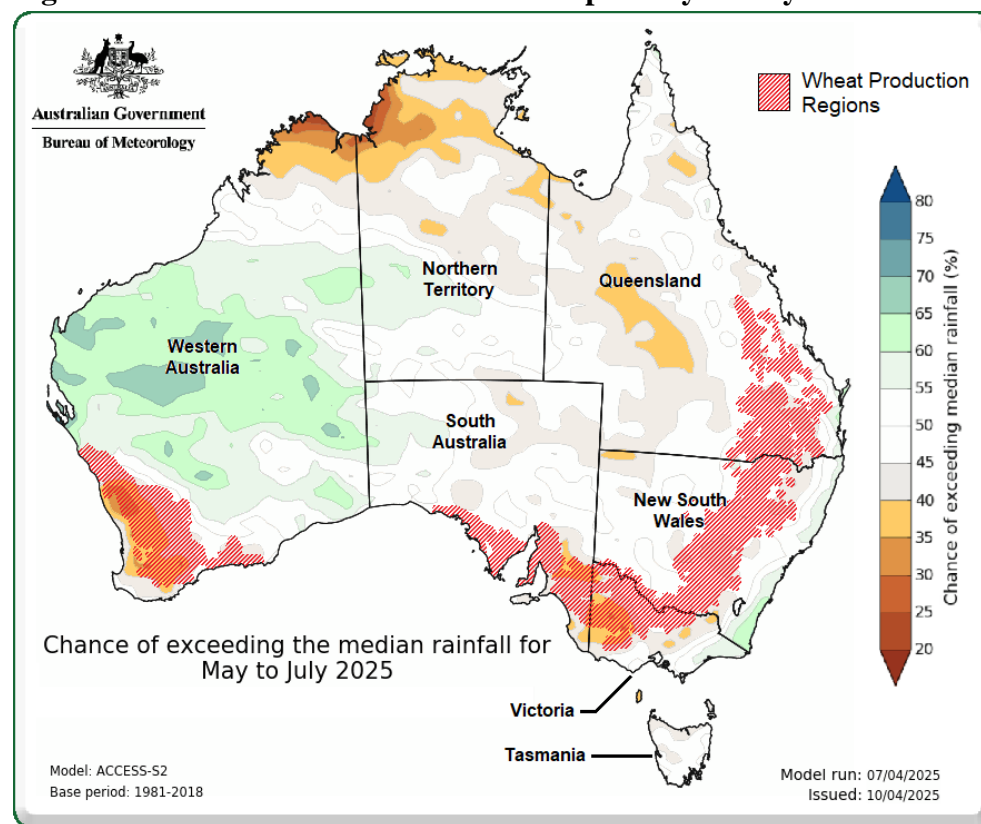 Australian Government
Bureau of Meteorology
Wheat Production
Regions
80
75
70
65
60
55
50
45
40
35
30
25
20
Chance of exceeding median rainfall (%)
Northern
Territory
Queensland
Western
Australia
South
Australia
New South
Wales
Chance of exceeding the median rainfall for
May to July 2025
Victoria
Tasmania
Model: ACCESS-S2
Base period: 1981-2018
Model run: 07/04/2025
Issued: 10/04/2025